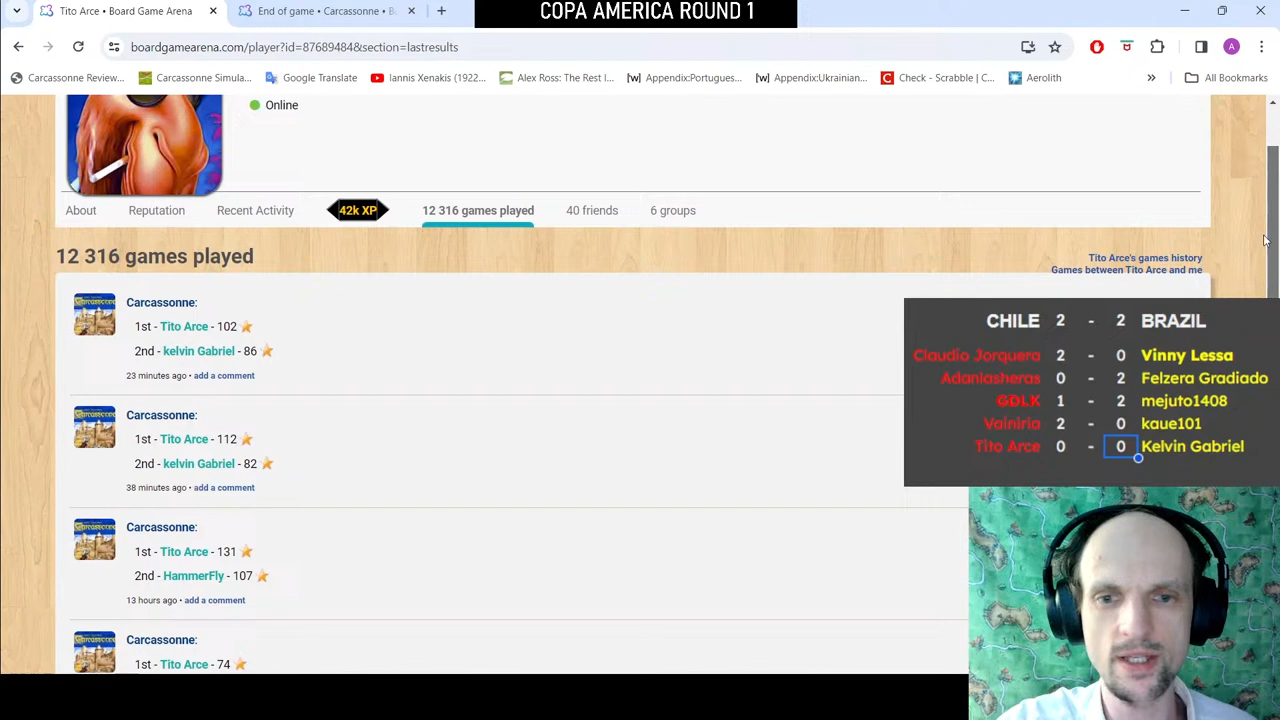 COPA AMERICA ROUND 1
Tito Arce • Board Game Arena
End of game • Carcassonne • B
boardgamearena.com/player?id=87689484&section=lastresults
A
Carcassonne Review...
Carcassonne Simula...
Google Translate
Iannis Xenakis (1922...
Alex Ross: The Rest I...
[w] Appendix:Portugues...
[w] Appendix:Ukrainian...
Check - Scrabble | C...
Aerolith
»
All Bookmarks
Online
About
Reputation
Recent Activity
42k XP
12 316 games played
40 friends
6 groups
12 316 games played
Tito Arce's games history
Games between Tito Arce and me
Carcassonne:
1st - Tito Arce - 102
2nd - kelvin Gabriel - 86
23 minutes ago • add a comment
Carcassonne:
1st - Tito Arce - 112
2nd - kelvin Gabriel - 82
38 minutes ago • add a comment
Carcassonne:
1st - Tito Arce - 131
2nd - HammerFly - 107
13 hours ago • add a comment
Carcassonne:
1st - Tito Arce - 74
CHILE 2 - 2 BRAZIL
Claudio Jorquera 2 - 0 Vinny Lessa
Adanlasheras 0 - 2 Felzera Gradiado
GDLK 1 - 2 mejuto1408
Valniria 2 - 0 kaue101
Tito Arce 0 - 0 Kelvin Gabriel